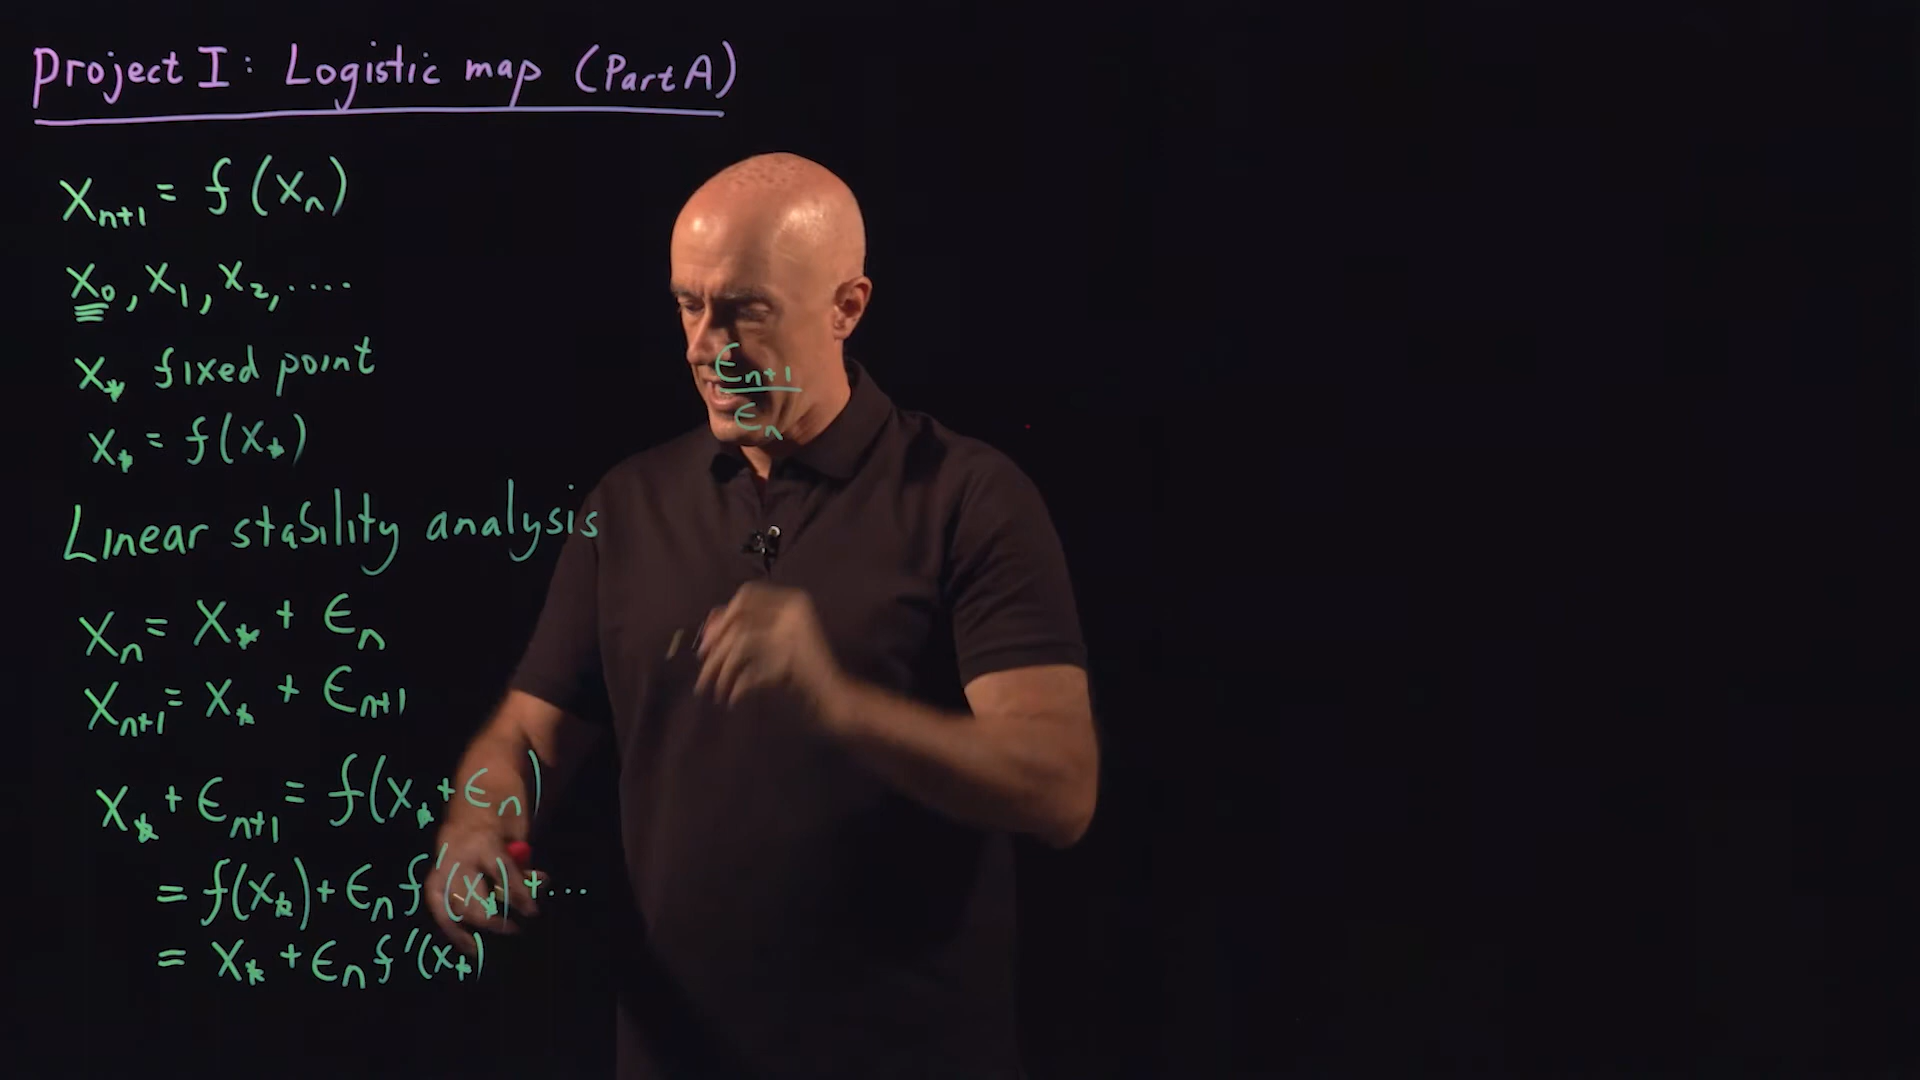 Project I: Logistic map (Part A)
Xₙ₊₁ = f(Xₙ)
X₀, X₁, X₂, ....
X⁎ fixed point
X⁎ = f(X⁎)
Linear stability analysis
Xₙ = X⁎ + ϵₙ
Xₙ₊₁ = X⁎ + ϵₙ₊₁
X⁎ + ϵₙ₊₁ = f(X⁎ + ϵₙ)
= f(X⁎) + ϵₙ f'(X⁎) + ...
= X⁎ + ϵₙ f'(X⁎)
ϵₙ₊₁
ϵₙ